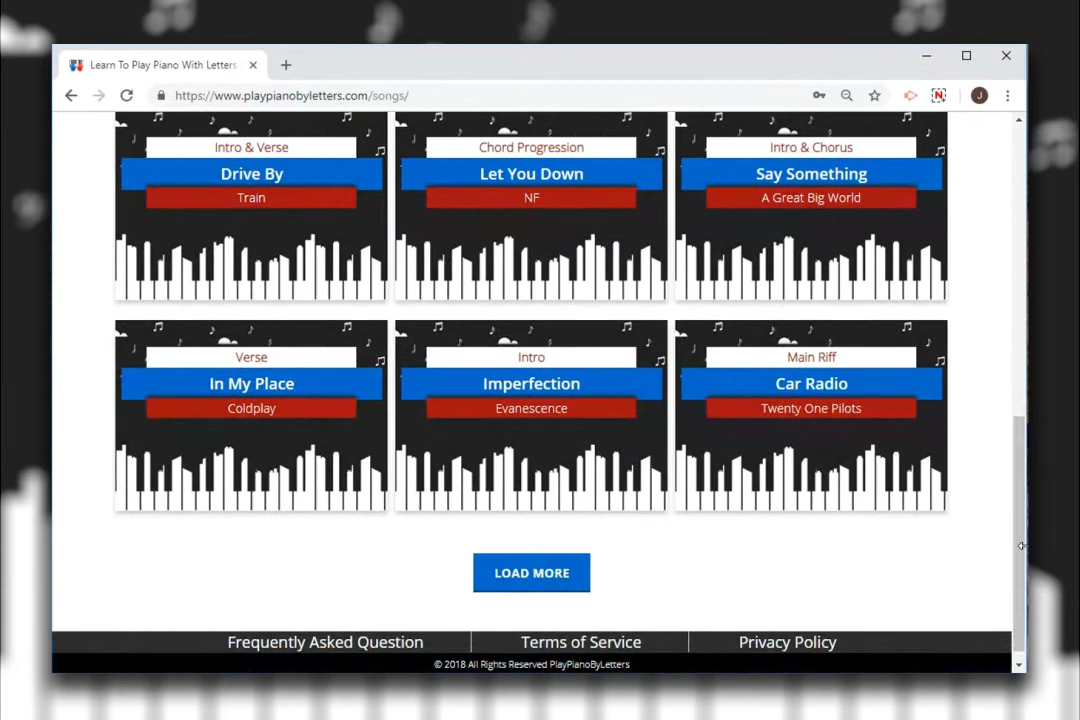 Learn To Play Piano With Letters
https://www.playpianobyletters.com/songs/
N
J
Intro & Verse
Drive By
Train
Chord Progression
Let You Down
NF
Intro & Chorus
Say Something
A Great Big World
Verse
In My Place
Coldplay
Intro
Imperfection
Evanescence
Main Riff
Car Radio
Twenty One Pilots
LOAD MORE
Frequently Asked Question
Terms of Service
Privacy Policy
© 2018 All Rights Reserved PlayPianoByLetters